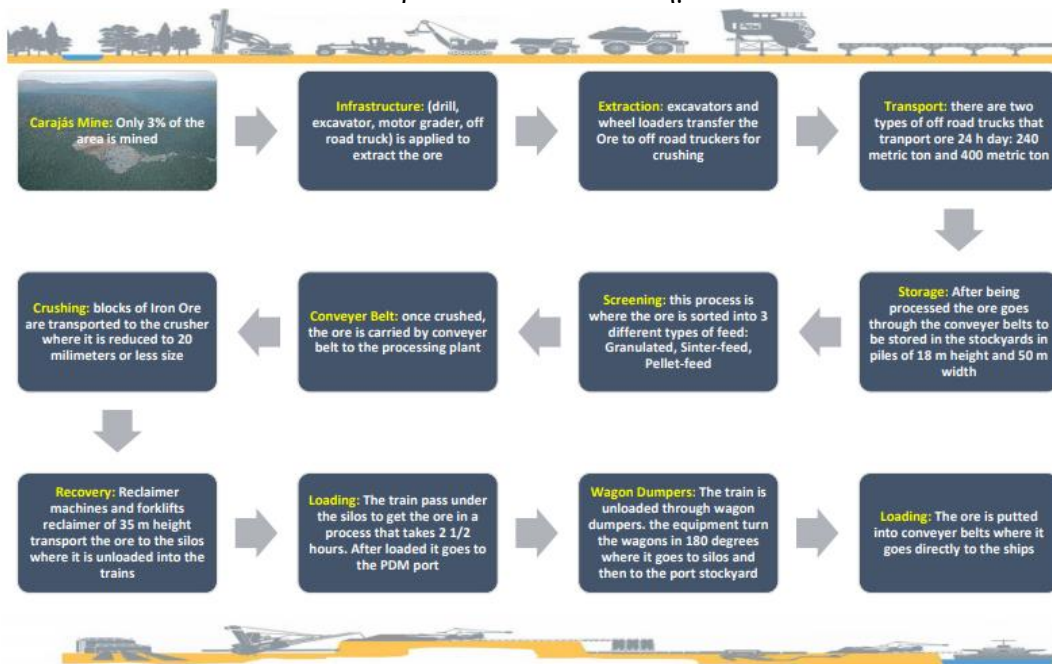 Carajás Mine: Only 3% of the
area is mined
Infrastructure: (drill,
excavator, motor grader, off
road truck) is applied to
extract the ore
Extraction: excavators and
wheel loaders transfer the
Ore to off road truckers for
crushing
Transport: there are two
types of off road trucks that
tranport ore 24 h day: 240
metric ton and 400 metric ton
Storage: After being
processed the ore goes
through the conveyer belts to
be stored in the stockyards in
piles of 18 m height and 50 m
width
Screening: this process is
where the ore is sorted into 3
different types of feed:
Granulated, Sinter-feed,
Pellet-feed
Conveyer Belt: once crushed,
the ore is carried by conveyer
belt to the processing plant
Crushing: blocks of Iron Ore
are transported to the crusher
where it is reduced to 20
milimeters or less size
Recovery: Reclaimer
machines and forklifts
reclaimer of 35 m height
transport the ore to the silos
where it is unloaded into the
trains
Loading: The train pass under
the silos to get the ore in a
process that takes 2 1/2
hours. After loaded it goes to
the PDM port
Wagon Dumpers: The train is
unloaded through wagon
dumpers. the equipment turn
the wagons in 180 degrees
where it goes to silos and
then to the port stockyard
Loading: The ore is putted
into conveyer belts where it
goes directly to the ships